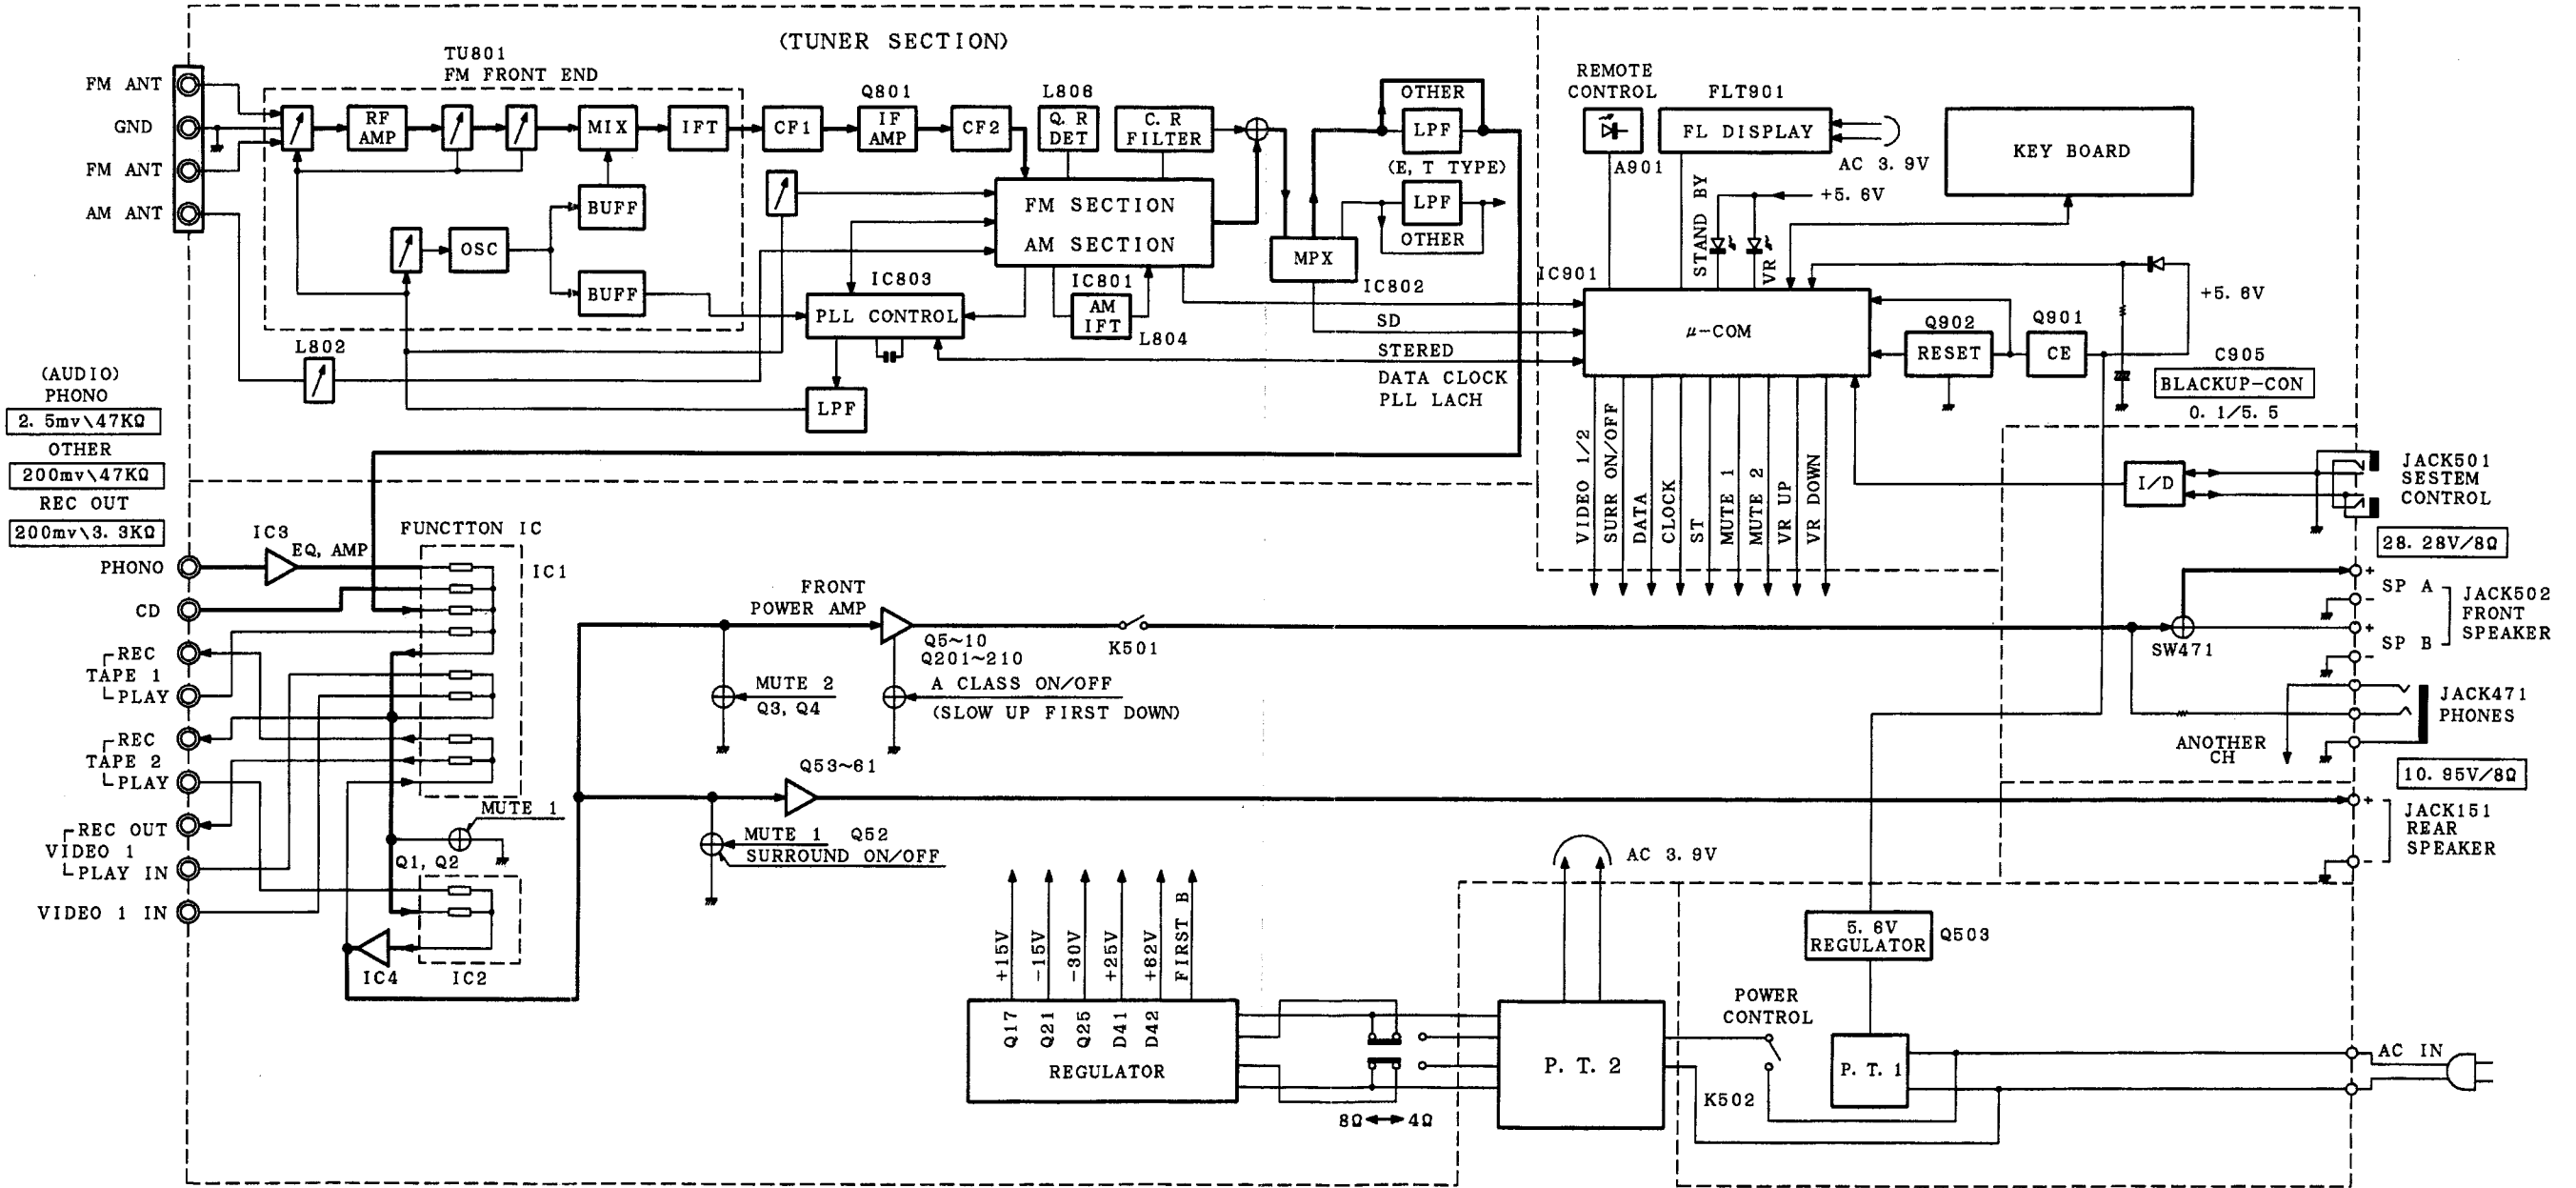 (TUNER SECTION)
TU801
FM FRONT END
FM ANT
GND
FM ANT
AM ANT
RF
AMP
MIX
IFT
CF1
Q801
IF
AMP
CF2
L806
Q. R
DET
C. R
FILTER
OTHER
LPF
(E, T TYPE)
LPF
OTHER
BUFF
OSC
BUFF
FM SECTION
AM SECTION
MPX
IC802
IC803
PLL CONTROL
IC801
AM
IFT
L804
L802
LPF
SD
STERED
DATA CLOCK
PLL LACH
REMOTE
CONTROL
A901
FLT901
FL DISPLAY
AC 3. 9V
KEY BOARD
STAND BY
VR
+5. 6V
IC901
μ-COM
Q902
RESET
Q901
CE
+5. 6V
C905
BLACKUP-CON
0. 1/5. 5
VIDEO 1/2
SURR ON/OFF
DATA
CLOCK
ST
MUTE 1
MUTE 2
VR UP
VR DOWN
I/D
JACK501
SESTEM
CONTROL
28. 28V/8Ω
(AUDIO)
PHONO
2. 5mv\47KΩ
OTHER
200mv\47KΩ
REC OUT
200mv\3. 3KΩ
PHONO
CD
REC
TAPE 1
PLAY
REC
TAPE 2
PLAY
REC OUT
VIDEO 1
PLAY IN
VIDEO 1 IN
IC3
EQ, AMP
FUNCTTON IC
IC1
MUTE 1
Q1, Q2
IC4
IC2
FRONT
POWER AMP
Q5~10
Q201~210
K501
MUTE 2
Q3, Q4
A CLASS ON/OFF
(SLOW UP FIRST DOWN)
Q53~61
MUTE 1 Q52
SURROUND ON/OFF
SW471
+
SP A
-
+
SP B
-
JACK502
FRONT
SPEAKER
JACK471
PHONES
ANOTHER
CH
10. 95V/8Ω
+
-
JACK151
REAR
SPEAKER
AC 3. 9V
+15V
-15V
-30V
+25V
+62V
FIRST B
Q17
Q21
Q25
D41
D42
REGULATOR
8Ω
4Ω
P. T. 2
POWER
CONTROL
K502
5. 6V
REGULATOR
Q503
P. T. 1
AC IN